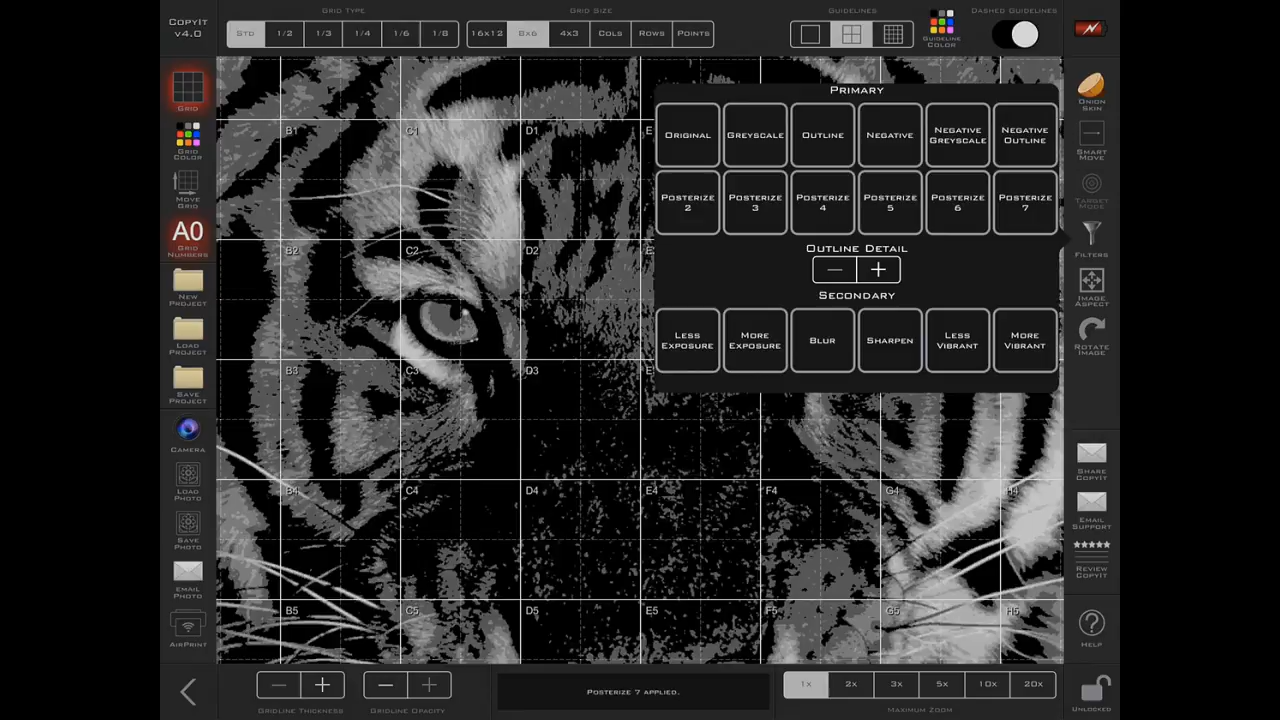 CopyIt
v4.0
Grid Type
Grid Size
Guidelines
Dashed Guidelines
Std 1/2 1/3 1/4 1/6 1/8
16x12 8x6 4x3 Cols Rows Points
Guideline
Color
Grid
Grid
Color
Move
Grid
A0
Grid
Numbers
New
Project
Load
Project
Save
Project
Camera
Load
Photo
Save
Photo
Email
Photo
AirPrint
B1 C1 D1 E
B2 C2 D2 E
B3 C3 D3 E
B4 C4 D4 E4 F4 G4 H4
B5 C5 D5 E5 F5 G5 H5
Primary
Original Greyscale Outline Negative Negative Greyscale Negative Outline
Posterize 2 Posterize 3 Posterize 4 Posterize 5 Posterize 6 Posterize 7
Outline Detail
− +
Secondary
Less Exposure More Exposure Blur Sharpen Less Vibrant More Vibrant
Onion
Skin
Smart
Move
Target
Mode
Filters
Image
Aspect
Rotate
Image
Share
CopyIt
Email
Support
Review
CopyIt
?
Help
Unlocked
− + − +
Gridline Thickness Gridline Opacity
Posterize 7 applied.
1x 2x 3x 5x 10x 20x
Maximum Zoom